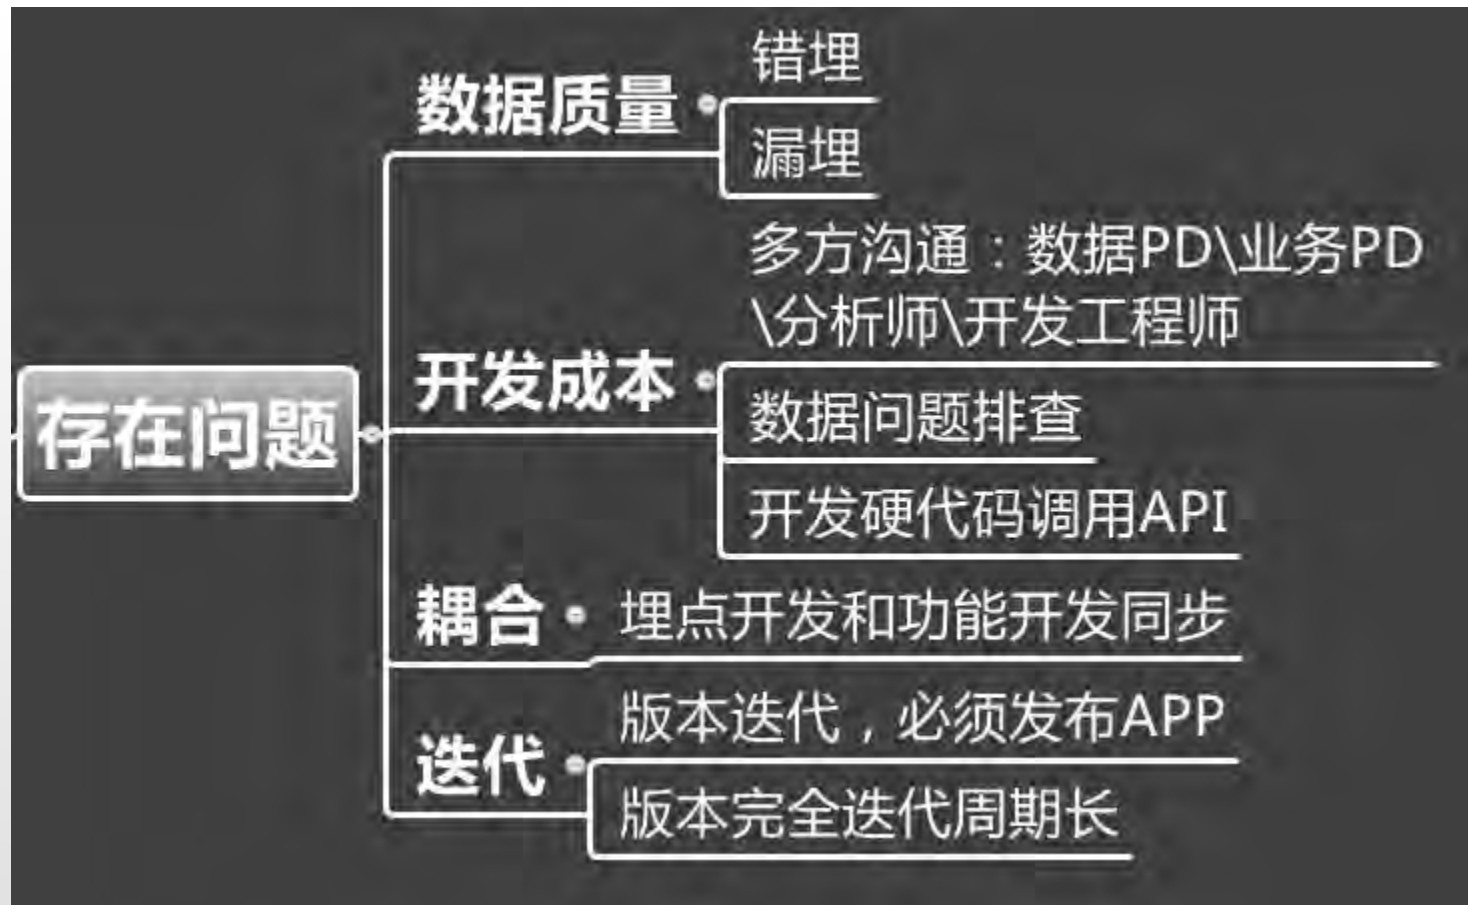 存在问题
数据质量
错埋
漏埋
开发成本
多方沟通：数据PD\业务PD
\分析师\开发工程师
数据问题排查
开发硬代码调用API
耦合
埋点开发和功能开发同步
迭代
版本迭代，必须发布APP
版本完全迭代周期长